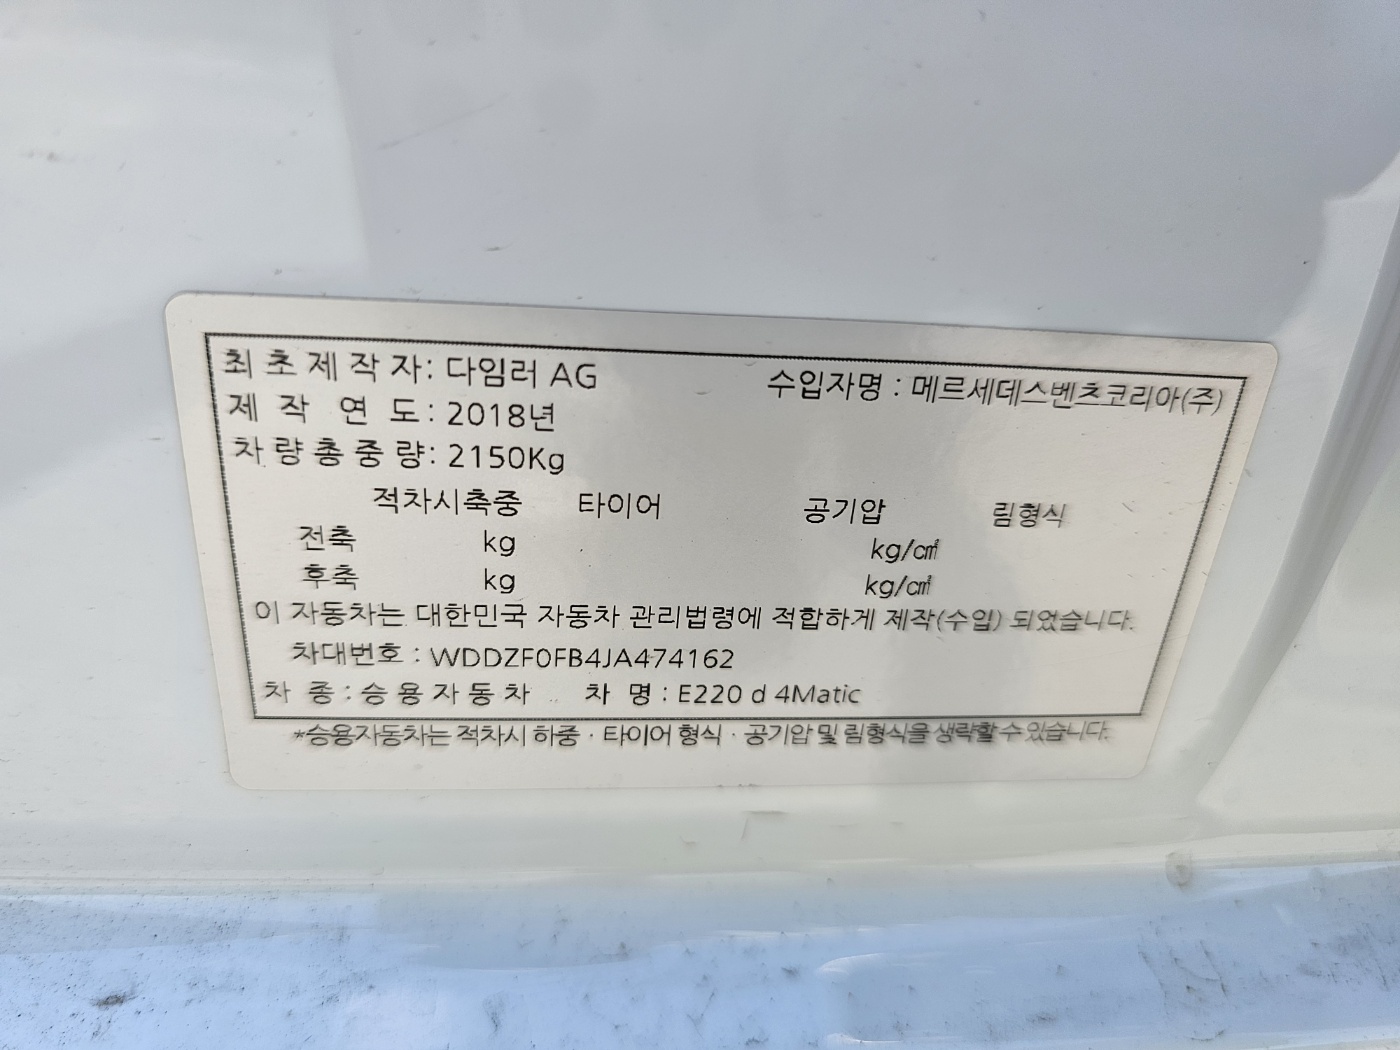 최초제작자: 다임러 AG 수입자명 : 메르세데스벤츠코리아(주)
제 작 연 도: 2018년
차량총중량: 2150Kg
적차시축중 타이어 공기압 림형식
전축 kg kg/㎠
후축 kg kg/㎠
이 자동차는 대한민국 자동차 관리법령에 적합하게 제작(수입) 되었습니다.
차대번호 : WDDZF0FB4JA474162
차 종 : 승용자동차 차 명 : E220 d 4Matic
*승용자동차는 적차시 하중 · 타이어 형식 · 공기압 및 림형식을 생략할 수 있습니다.